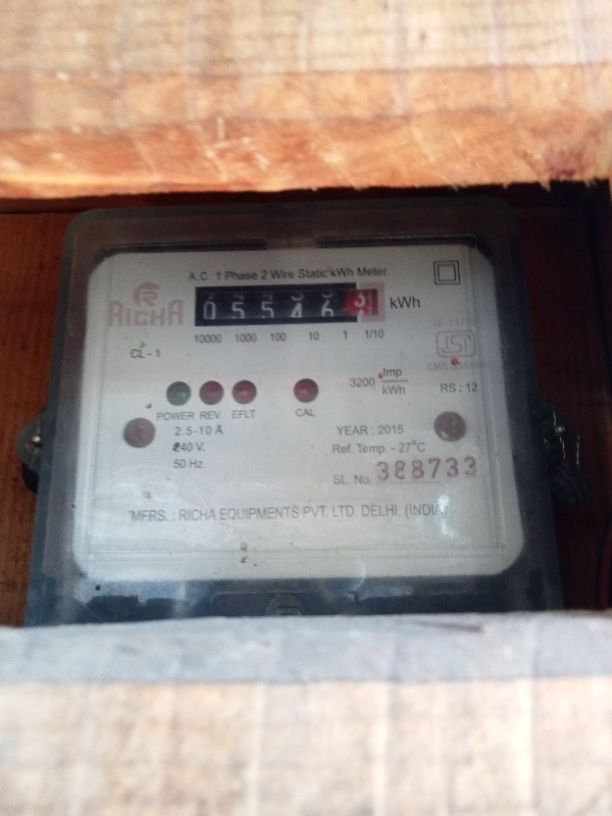 A.C. 1 Phase 2 Wire Static kWh Meter
RICHA
05546 kWh
10000 1000 100 10 1 1/10
CL - 1
3200 Imp/kWh
RS : 12
POWER REV. EFLT CAL
2.5-10 A
240 V.
50 Hz.
YEAR : 2015
Ref. Temp. - 27°C
SL. No. 388733
MFRS. : RICHA EQUIPMENTS PVT. LTD. DELHI, (INDIA)